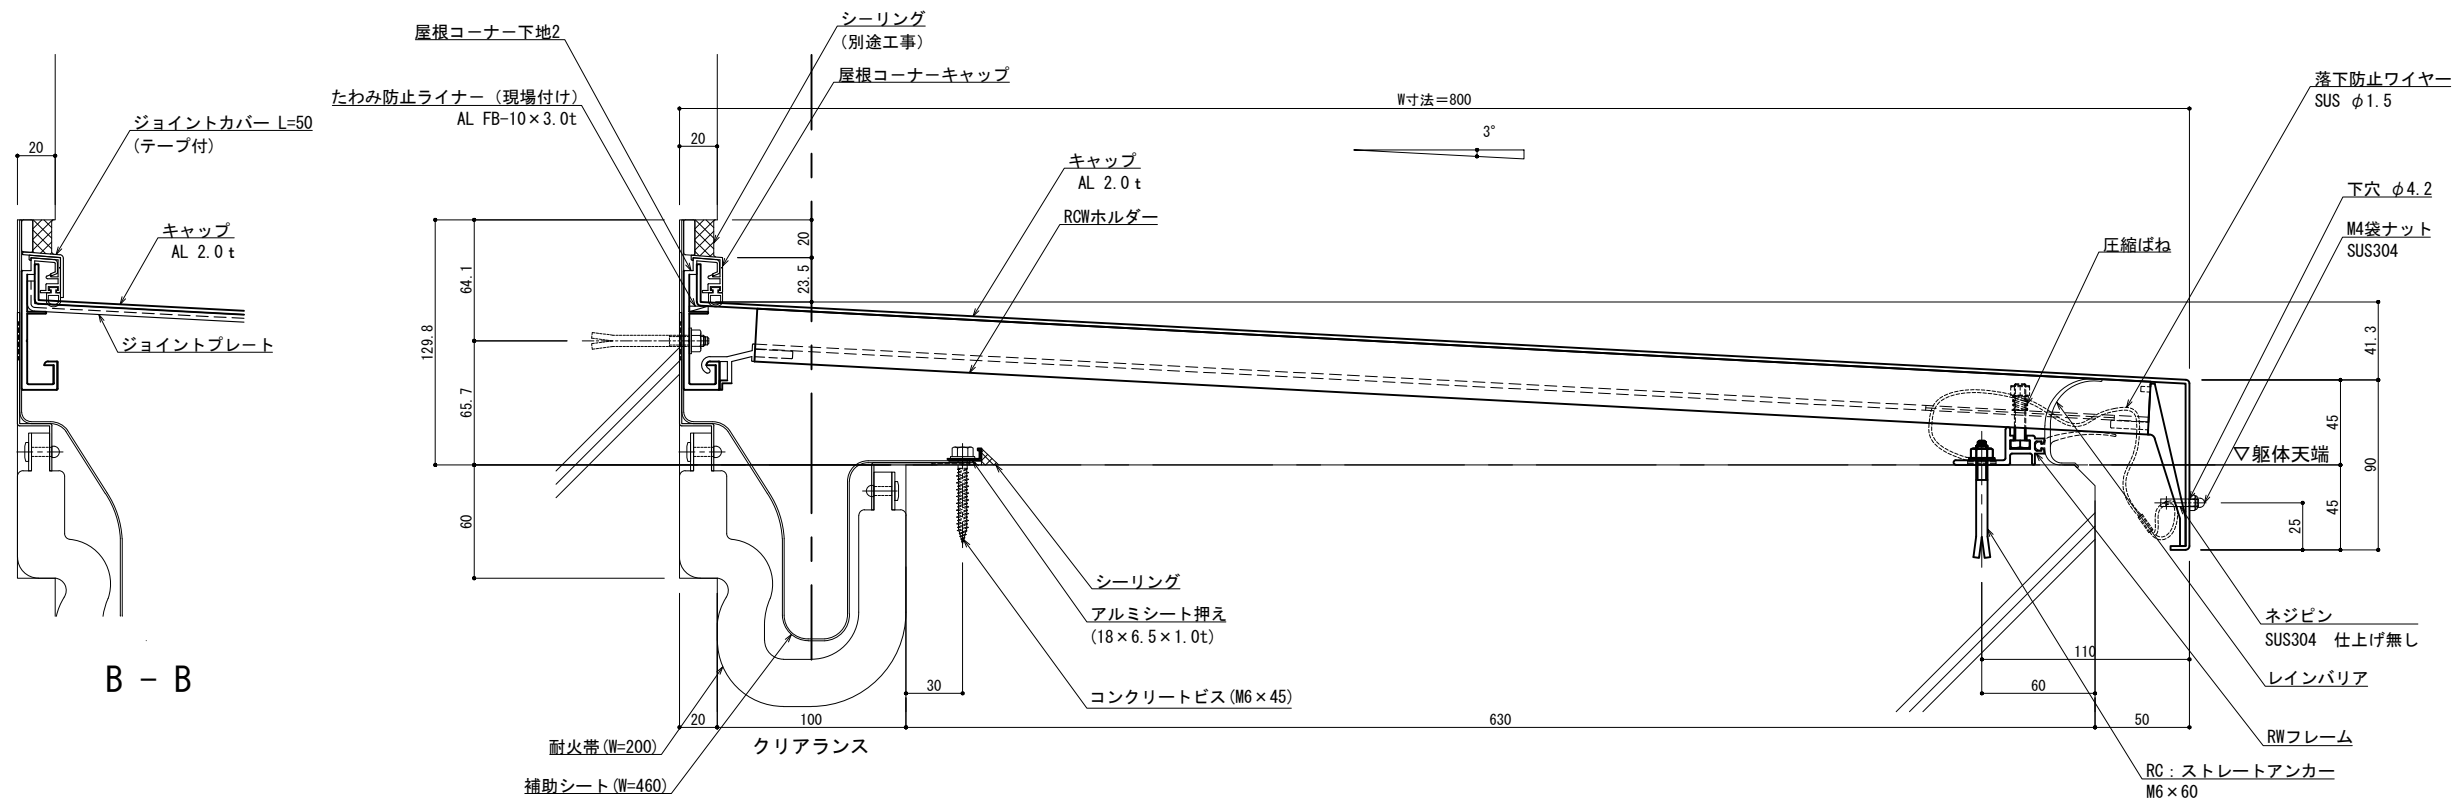 シーリング
(別途工事)
屋根コーナー下地2
屋根コーナーキャップ
たわみ防止ライナー（現場付け）
AL FB-10×3.0t
ジョイントカバー L=50
(テープ付)
20
キャップ
AL 2.0t
ジョイントプレート
B － B
W寸法＝800
20
3°
キャップ
AL 2.0t
RCWホルダー
落下防止ワイヤー
SUS φ1.5
下穴 φ4.2
M4袋ナット
SUS304
圧縮ばね
20
23.5
64.1
129.8
65.7
60
41.3
45
90
▽躯体天端
45
25
シーリング
アルミシート押え
(18×6.5×1.0t)
コンクリートビス(M6×45)
ネジピン
SUS304 仕上げ無し
レインバリア
RWフレーム
RC：ストレートアンカー
M6×60
110
60
30
20
100
630
50
クリアランス
耐火帯(W=200)
補助シート(W=460)